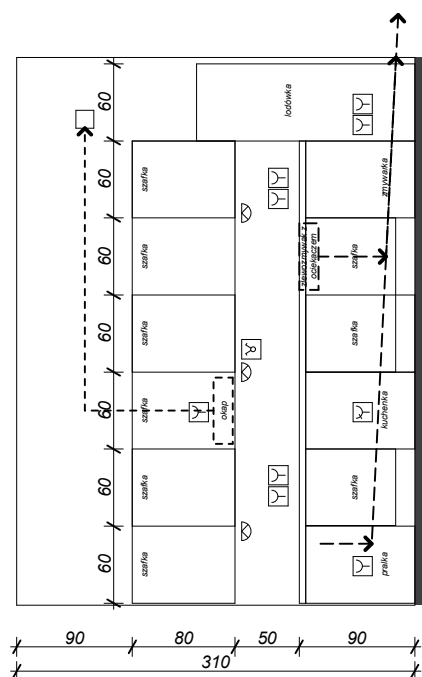 60
60
60
60
60
60
60
lodówka
szafka
szafka
szafka
szafka
szafka
szafka
okap
zmywarka
zlewozmywak z
ociekaczem
szafka
szafka
kuchenka
szafka
pralka
90
80
50
90
310